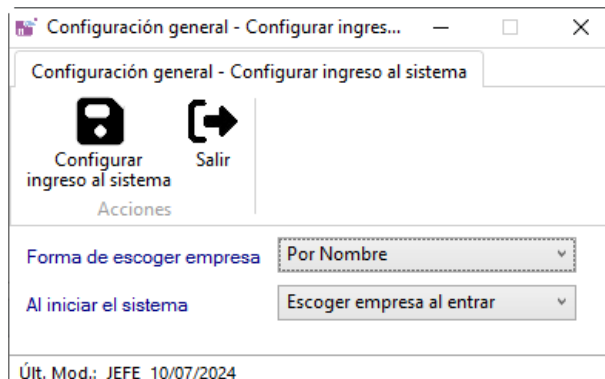 Configuración general - Configurar ingres...
Configuración general - Configurar ingreso al sistema
Configurar
ingreso al sistema
Salir
Acciones
Forma de escoger empresa
Por Nombre
Al iniciar el sistema
Escoger empresa al entrar
Últ. Mod.: JEFE 10/07/2024